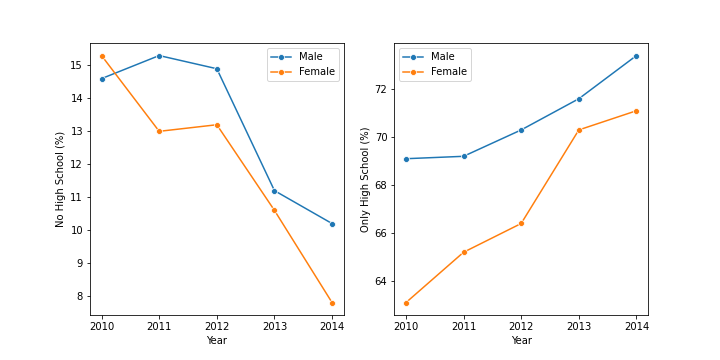 No High School (%)
15
14
13
12
11
10
9
8
Male
Female
2010 2011 2012 2013 2014
Year
Only High School (%)
72
70
68
66
64
Male
Female
2010 2011 2012 2013 2014
Year